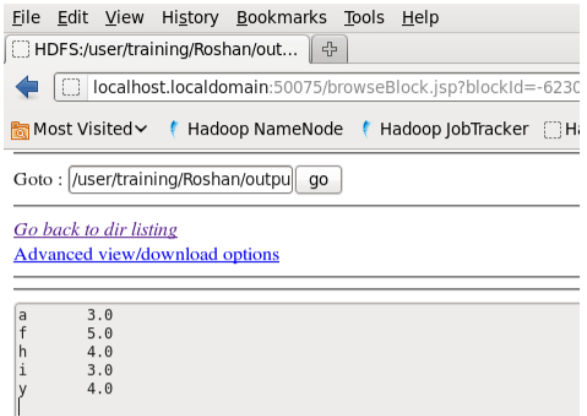 File Edit View History Bookmarks Tools Help
HDFS:/user/training/Roshan/out...
localhost.localdomain:50075/browseBlock.jsp?blockId=-6230
Most Visited Hadoop NameNode Hadoop JobTracker
Goto : /user/training/Roshan/outpu go
Go back to dir listing
Advanced view/download options
a 3.0
f 5.0
h 4.0
i 3.0
y 4.0